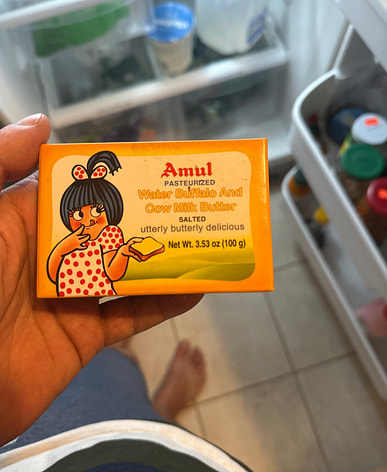 Amul
PASTEURIZED
Water Buffalo And
Cow Milk Butter
SALTED
utterly butterly delicious
Net Wt. 3.53 oz (100 g)